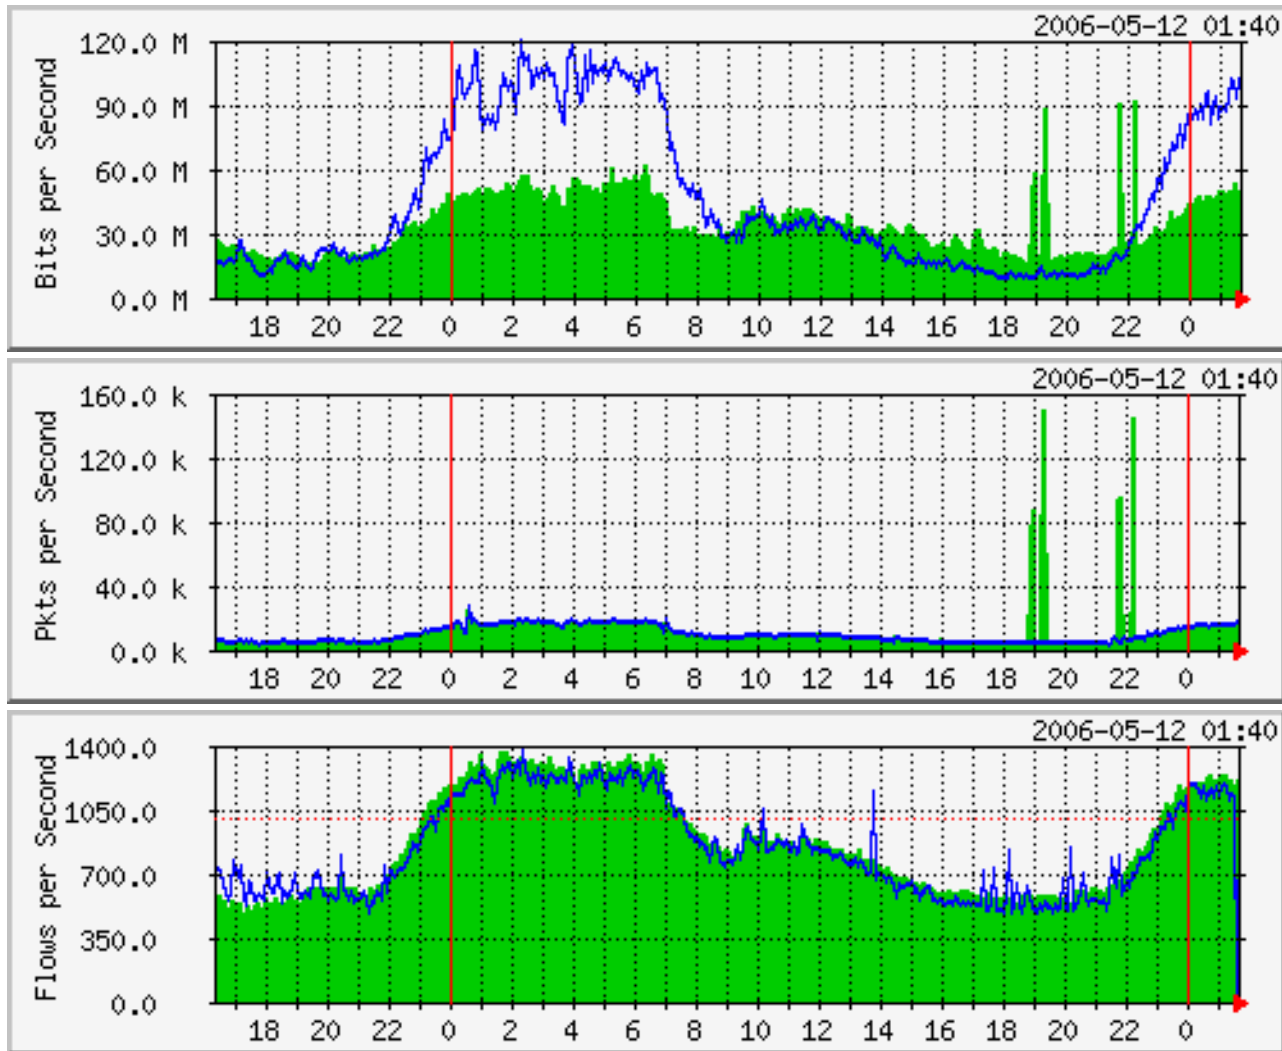 2006-05-12 01:40
Bits per Second
120.0 M
90.0 M
60.0 M
30.0 M
0.0 M
18 20 22 0 2 4 6 8 10 12 14 16 18 20 22 0
2006-05-12 01:40
Pkts per Second
160.0 k
120.0 k
80.0 k
40.0 k
0.0 k
18 20 22 0 2 4 6 8 10 12 14 16 18 20 22 0
2006-05-12 01:40
Flows per Second
1400.0
1050.0
700.0
350.0
0.0
18 20 22 0 2 4 6 8 10 12 14 16 18 20 22 0